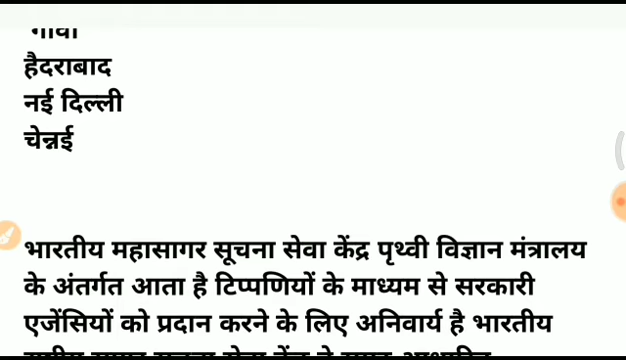 गोवा
हैदराबाद
नई दिल्ली
चेन्नई
भारतीय महासागर सूचना सेवा केंद्र पृथ्वी विज्ञान मंत्रालय
के अंतर्गत आता है टिप्पणियों के माध्यम से सरकारी
एजेंसियों को प्रदान करने के लिए अनिवार्य है भारतीय